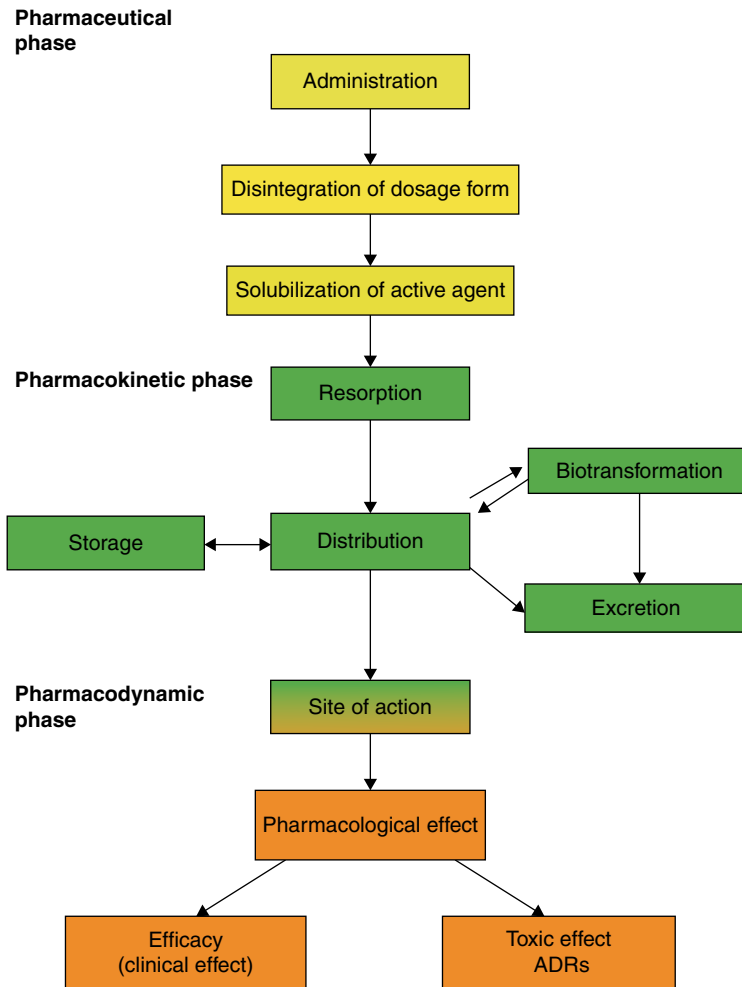 Pharmaceutical
phase
Administration
Disintegration of dosage form
Solubilization of active agent
Pharmacokinetic phase
Resorption
Biotransformation
Storage
Distribution
Excretion
Pharmacodynamic
phase
Site of action
Pharmacological effect
Efficacy
(clinical effect)
Toxic effect
ADRs